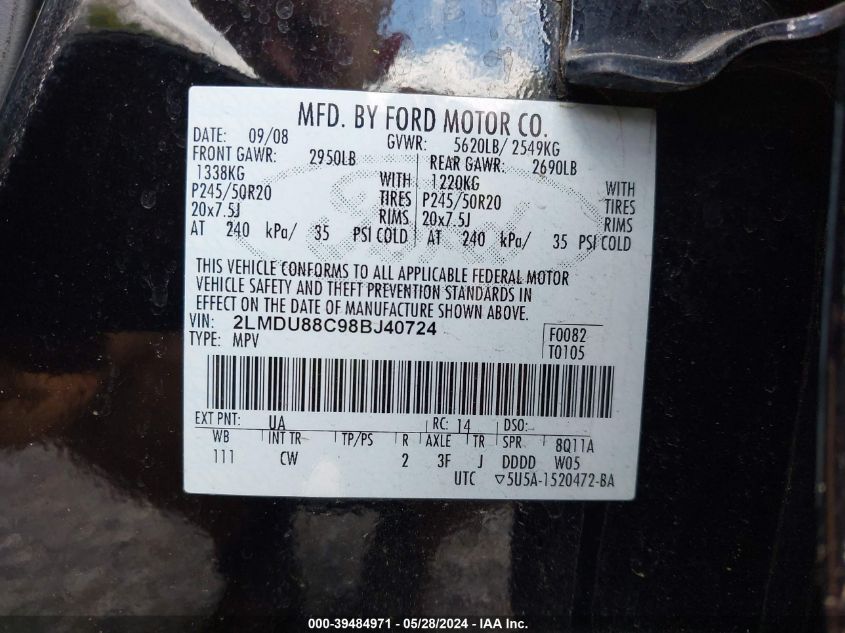 MFD. BY FORD MOTOR CO.
DATE: 09/08 GVWR: 5620LB/ 2549KG
FRONT GAWR: 2950LB REAR GAWR: 2690LB
1338KG WITH 1220KG WITH
P245/50R20 TIRES P245/50R20 TIRES
20x7.5J RIMS 20x7.5J RIMS
AT 240 kPa/ 35 PSI COLD AT 240 kPa/ 35 PSI COLD
THIS VEHICLE CONFORMS TO ALL APPLICABLE FEDERAL MOTOR
VEHICLE SAFETY AND THEFT PREVENTION STANDARDS IN
EFFECT ON THE DATE OF MANUFACTURE SHOWN ABOVE.
VIN: 2LMDU88C98BJ40724 F0082
TYPE: MPV T0105
EXT PNT: UA RC: 14 DSO:
WB INT TR TP/PS R AXLE TR SPR 8Q11A
111 CW 2 3F J DDDD W05
UTC ▽5U5A-1520472-BA
000-39484971 - 05/28/2024 - IAA Inc.